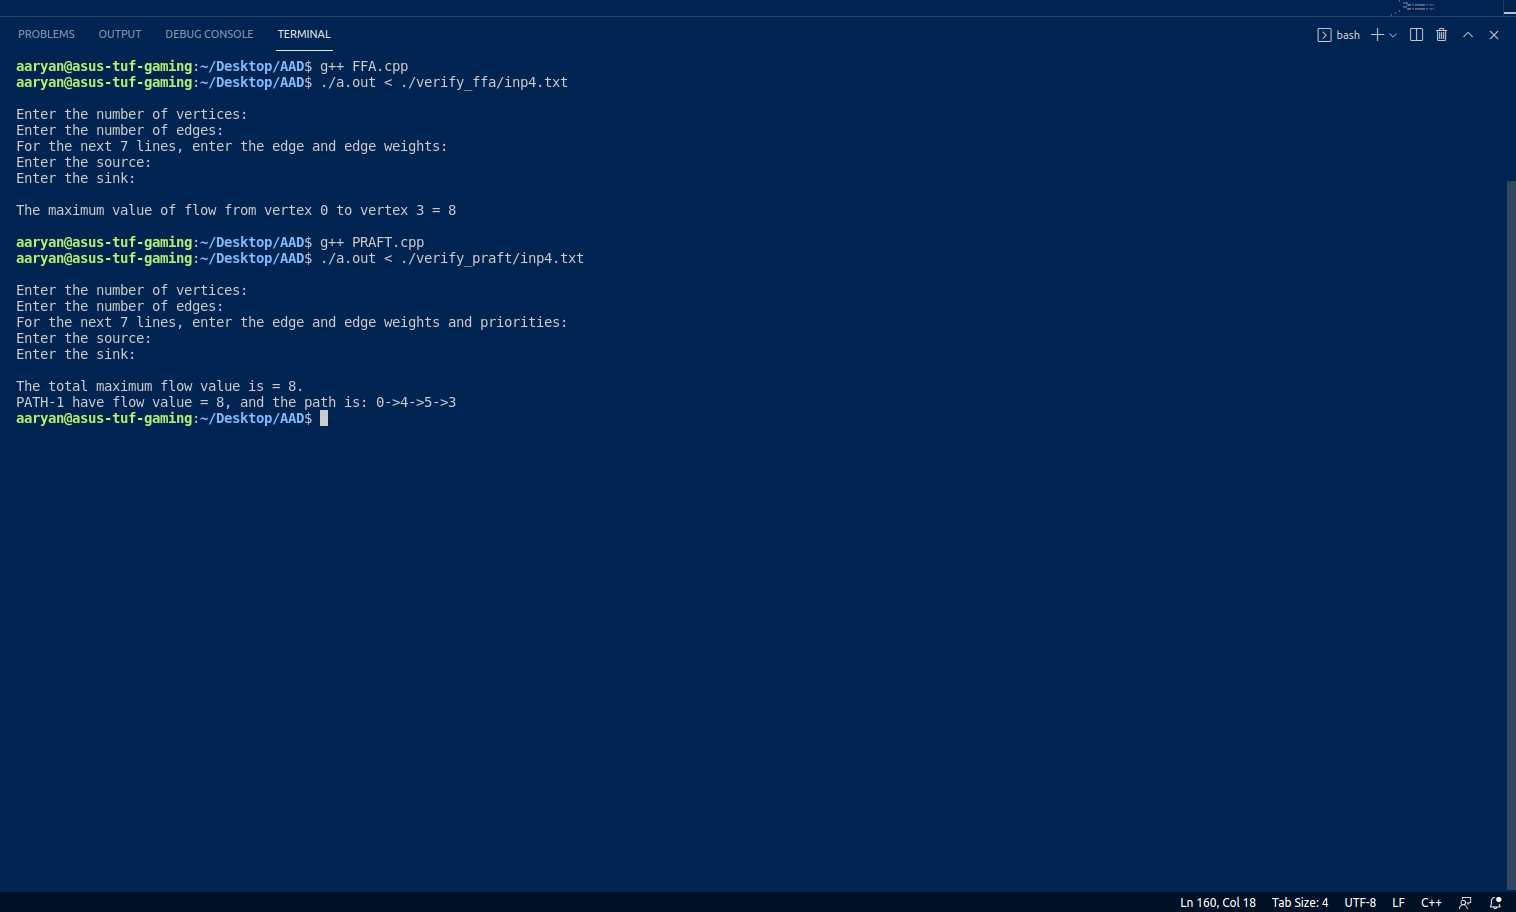 PROBLEMS OUTPUT DEBUG CONSOLE TERMINAL bash
aaryan@asus-tuf-gaming:~/Desktop/AAD$ g++ FFA.cpp
aaryan@asus-tuf-gaming:~/Desktop/AAD$ ./a.out < ./verify_ffa/inp4.txt
Enter the number of vertices:
Enter the number of edges:
For the next 7 lines, enter the edge and edge weights:
Enter the source:
Enter the sink:
The maximum value of flow from vertex 0 to vertex 3 = 8
aaryan@asus-tuf-gaming:~/Desktop/AAD$ g++ PRAFT.cpp
aaryan@asus-tuf-gaming:~/Desktop/AAD$ ./a.out < ./verify_praft/inp4.txt
Enter the number of vertices:
Enter the number of edges:
For the next 7 lines, enter the edge and edge weights and priorities:
Enter the source:
Enter the sink:
The total maximum flow value is = 8.
PATH-1 have flow value = 8, and the path is: 0->4->5->3
aaryan@asus-tuf-gaming:~/Desktop/AAD$
Ln 160, Col 18 Tab Size: 4 UTF-8 LF C++